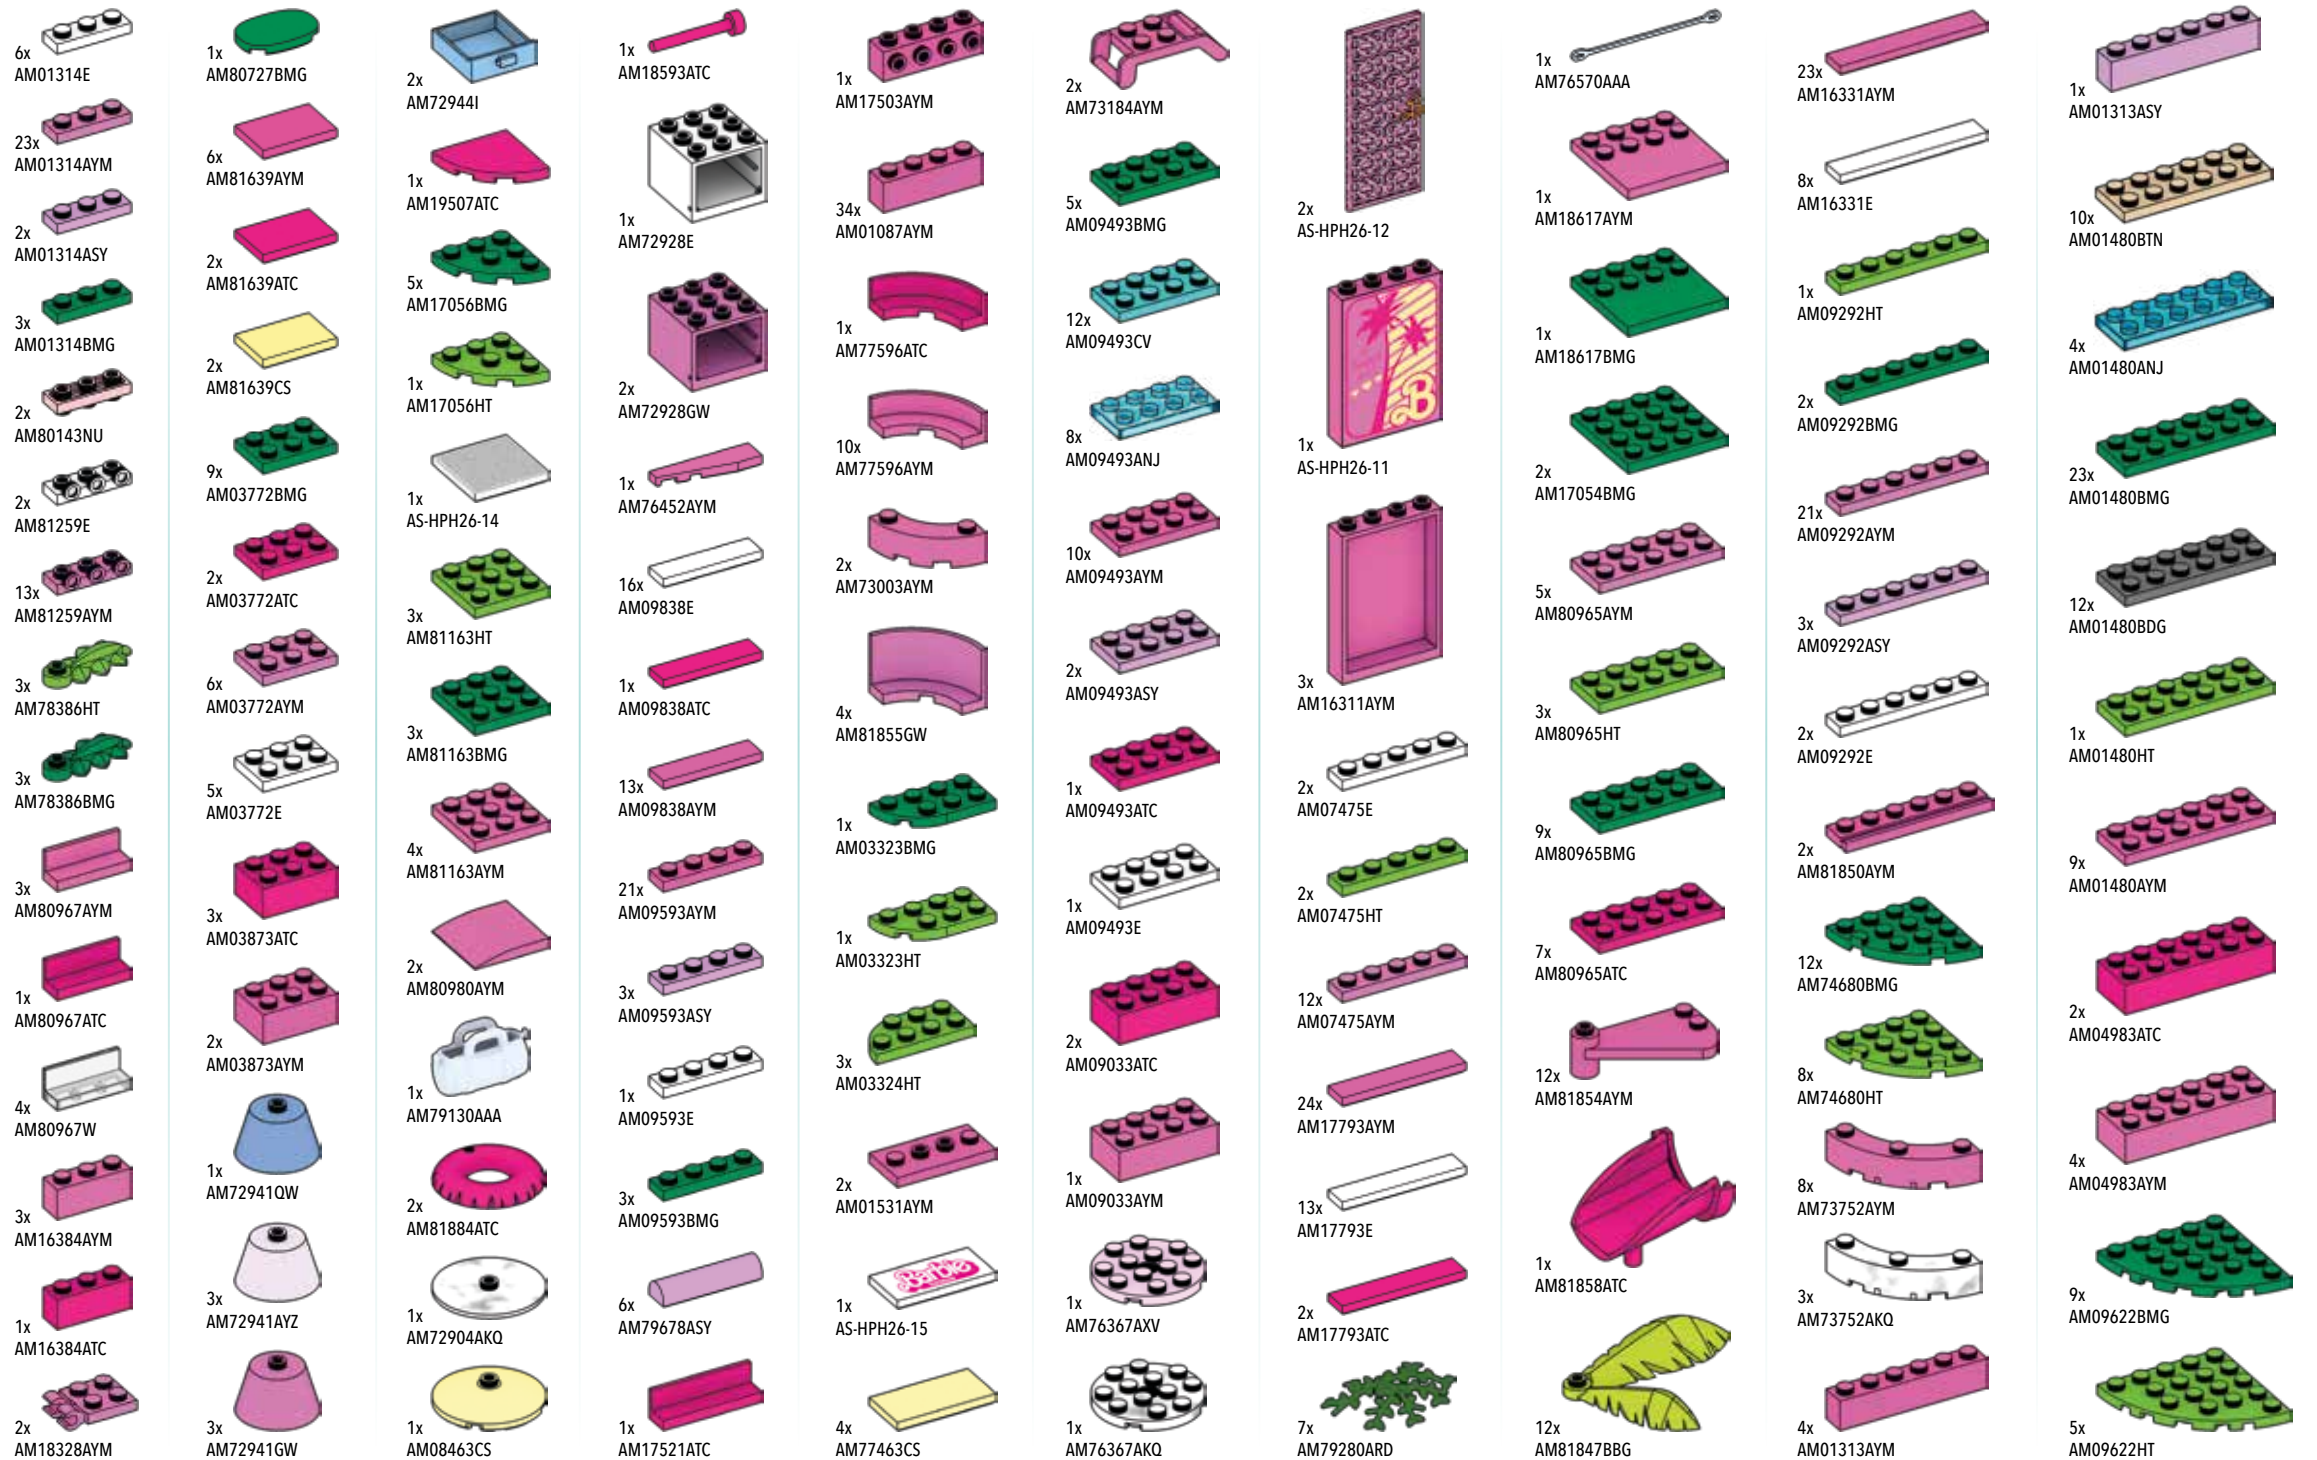 6x
AM01314E
23x
AM01314AYM
2x
AM01314ASY
3x
AM01314BMG
2x
AM80143NU
2x
AM81259E
13x
AM81259AYM
3x
AM78386HT
3x
AM78386BMG
3x
AM80967AYM
1x
AM80967ATC
4x
AM80967W
3x
AM16384AYM
1x
AM16384ATC
2x
AM18328AYM
1x
AM80727BMG
6x
AM81639AYM
2x
AM81639ATC
2x
AM81639CS
9x
AM03772BMG
2x
AM03772ATC
6x
AM03772AYM
5x
AM03772E
3x
AM03873ATC
2x
AM03873AYM
1x
AM72941QW
3x
AM72941AYZ
3x
AM72941GW
2x
AM72944I
1x
AM19507ATC
5x
AM17056BMG
1x
AM17056HT
1x
AS-HPH26-14
3x
AM81163HT
3x
AM81163BMG
4x
AM81163AYM
2x
AM80980AYM
1x
AM79130AAA
2x
AM81884ATC
1x
AM72904AKQ
1x
AM08463CS
1x
AM18593ATC
1x
AM72928E
2x
AM72928GW
1x
AM76452AYM
16x
AM09838E
1x
AM09838ATC
13x
AM09838AYM
21x
AM09593AYM
3x
AM09593ASY
1x
AM09593E
3x
AM09593BMG
6x
AM79678ASY
1x
AM17521ATC
1x
AM17503AYM
34x
AM01087AYM
1x
AM77596ATC
10x
AM77596AYM
2x
AM73003AYM
4x
AM81855GW
1x
AM03323BMG
1x
AM03323HT
3x
AM03324HT
2x
AM01531AYM
Barbie
1x
AS-HPH26-15
4x
AM77463CS
2x
AM73184AYM
5x
AM09493BMG
12x
AM09493CV
8x
AM09493ANJ
10x
AM09493AYM
2x
AM09493ASY
1x
AM09493ATC
1x
AM09493E
2x
AM09033ATC
1x
AM09033AYM
1x
AM76367AXV
1x
AM76367AKQ
2x
AS-HPH26-12
B
1x
AS-HPH26-11
3x
AM16311AYM
2x
AM07475E
2x
AM07475HT
12x
AM07475AYM
24x
AM17793AYM
13x
AM17793E
2x
AM17793ATC
7x
AM79280ARD
1x
AM76570AAA
1x
AM18617AYM
1x
AM18617BMG
2x
AM17054BMG
5x
AM80965AYM
3x
AM80965HT
9x
AM80965BMG
7x
AM80965ATC
12x
AM81854AYM
1x
AM81858ATC
12x
AM81847BBG
23x
AM16331AYM
8x
AM16331E
1x
AM09292HT
2x
AM09292BMG
21x
AM09292AYM
3x
AM09292ASY
2x
AM09292E
2x
AM81850AYM
12x
AM74680BMG
8x
AM74680HT
8x
AM73752AYM
3x
AM73752AKQ
4x
AM01313AYM
1x
AM01313ASY
10x
AM01480BTN
4x
AM01480ANJ
23x
AM01480BMG
12x
AM01480BDG
1x
AM01480HT
9x
AM01480AYM
2x
AM04983ATC
4x
AM04983AYM
9x
AM09622BMG
5x
AM09622HT